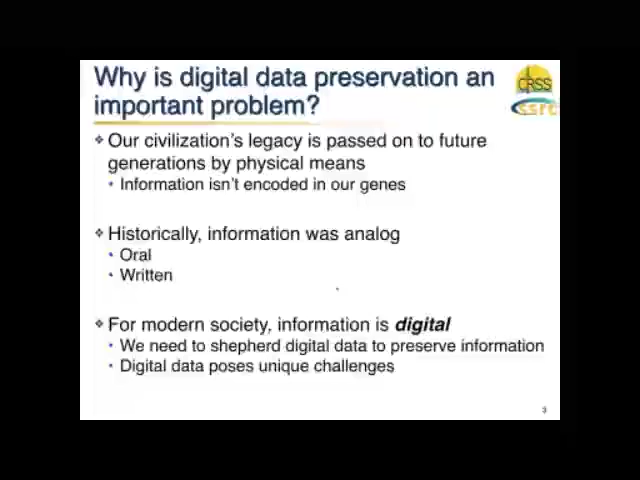 Why is digital data preservation an
important problem?
CRSS
ssrc
❖ Our civilization's legacy is passed on to future
generations by physical means
• Information isn't encoded in our genes
❖ Historically, information was analog
• Oral
• Written
❖ For modern society, information is digital
• We need to shepherd digital data to preserve information
• Digital data poses unique challenges
3